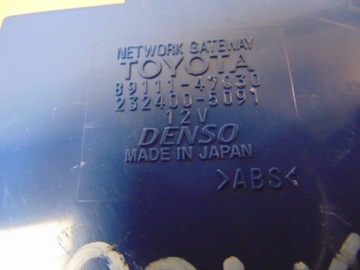 NETWORK GATEWAY
TOYOTA
89111-47030
232400-5091
12V
DENSO
MADE IN JAPAN
>ABS<